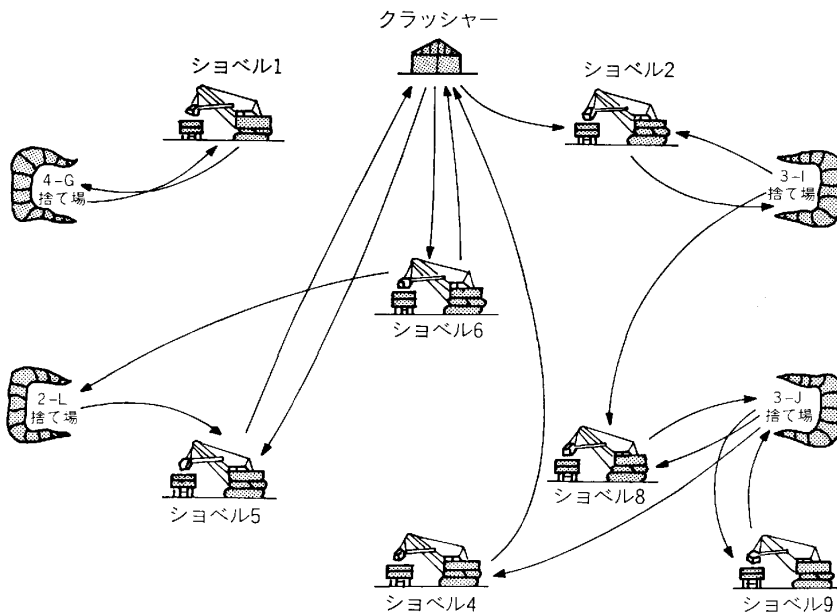 クラッシャー
ショベル1
ショベル2
4-G
捨て場
3-I
捨て場
ショベル6
2-L
捨て場
3-J
捨て場
ショベル5
ショベル8
ショベル4
ショベル9